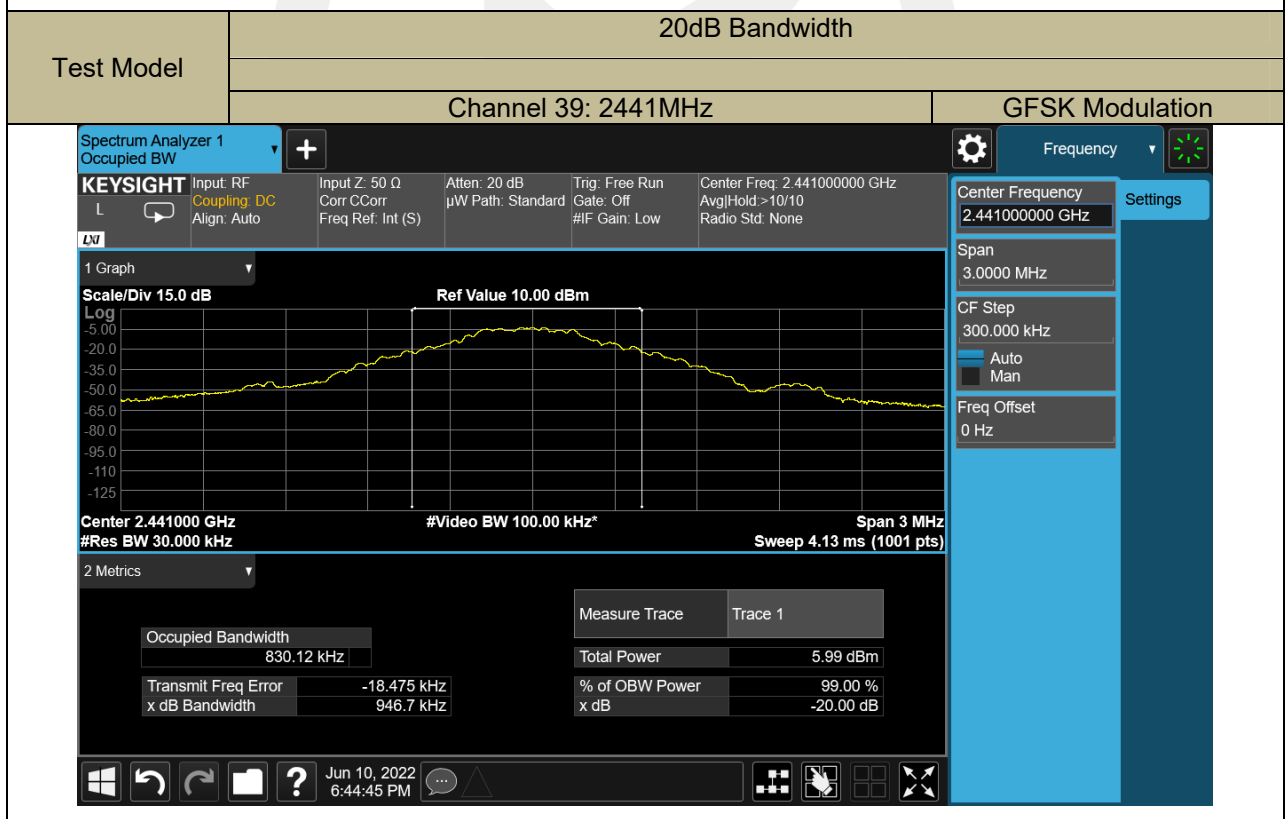 20dB Bandwidth
Test Model
Channel 39: 2441MHz
GFSK Modulation
Spectrum Analyzer 1
Occupied BW
Frequency
KEYSIGHT
L
LXI
Input: RF
Coupling: DC
Align: Auto
Input Z: 50 Ω
Corr CCorr
Freq Ref: Int (S)
Atten: 20 dB
µW Path: Standard
Trig: Free Run
Gate: Off
#IF Gain: Low
Center Freq: 2.441000000 GHz
Avg|Hold:>10/10
Radio Std: None
Center Frequency
2.441000000 GHz
Settings
Span
3.0000 MHz
CF Step
300.000 kHz
Auto
Man
Freq Offset
0 Hz
1 Graph
Scale/Div 15.0 dB
Ref Value 10.00 dBm
Log
-5.00
-20.0
-35.0
-50.0
-65.0
-80.0
-95.0
-110
-125
Center 2.441000 GHz
#Video BW 100.00 kHz*
Span 3 MHz
#Res BW 30.000 kHz
Sweep 4.13 ms (1001 pts)
2 Metrics
Measure Trace
Trace 1
Occupied Bandwidth
830.12 kHz
Total Power
5.99 dBm
Transmit Freq Error
-18.475 kHz
% of OBW Power
99.00 %
x dB Bandwidth
946.7 kHz
x dB
-20.00 dB
?
Jun 10, 2022
6:44:45 PM